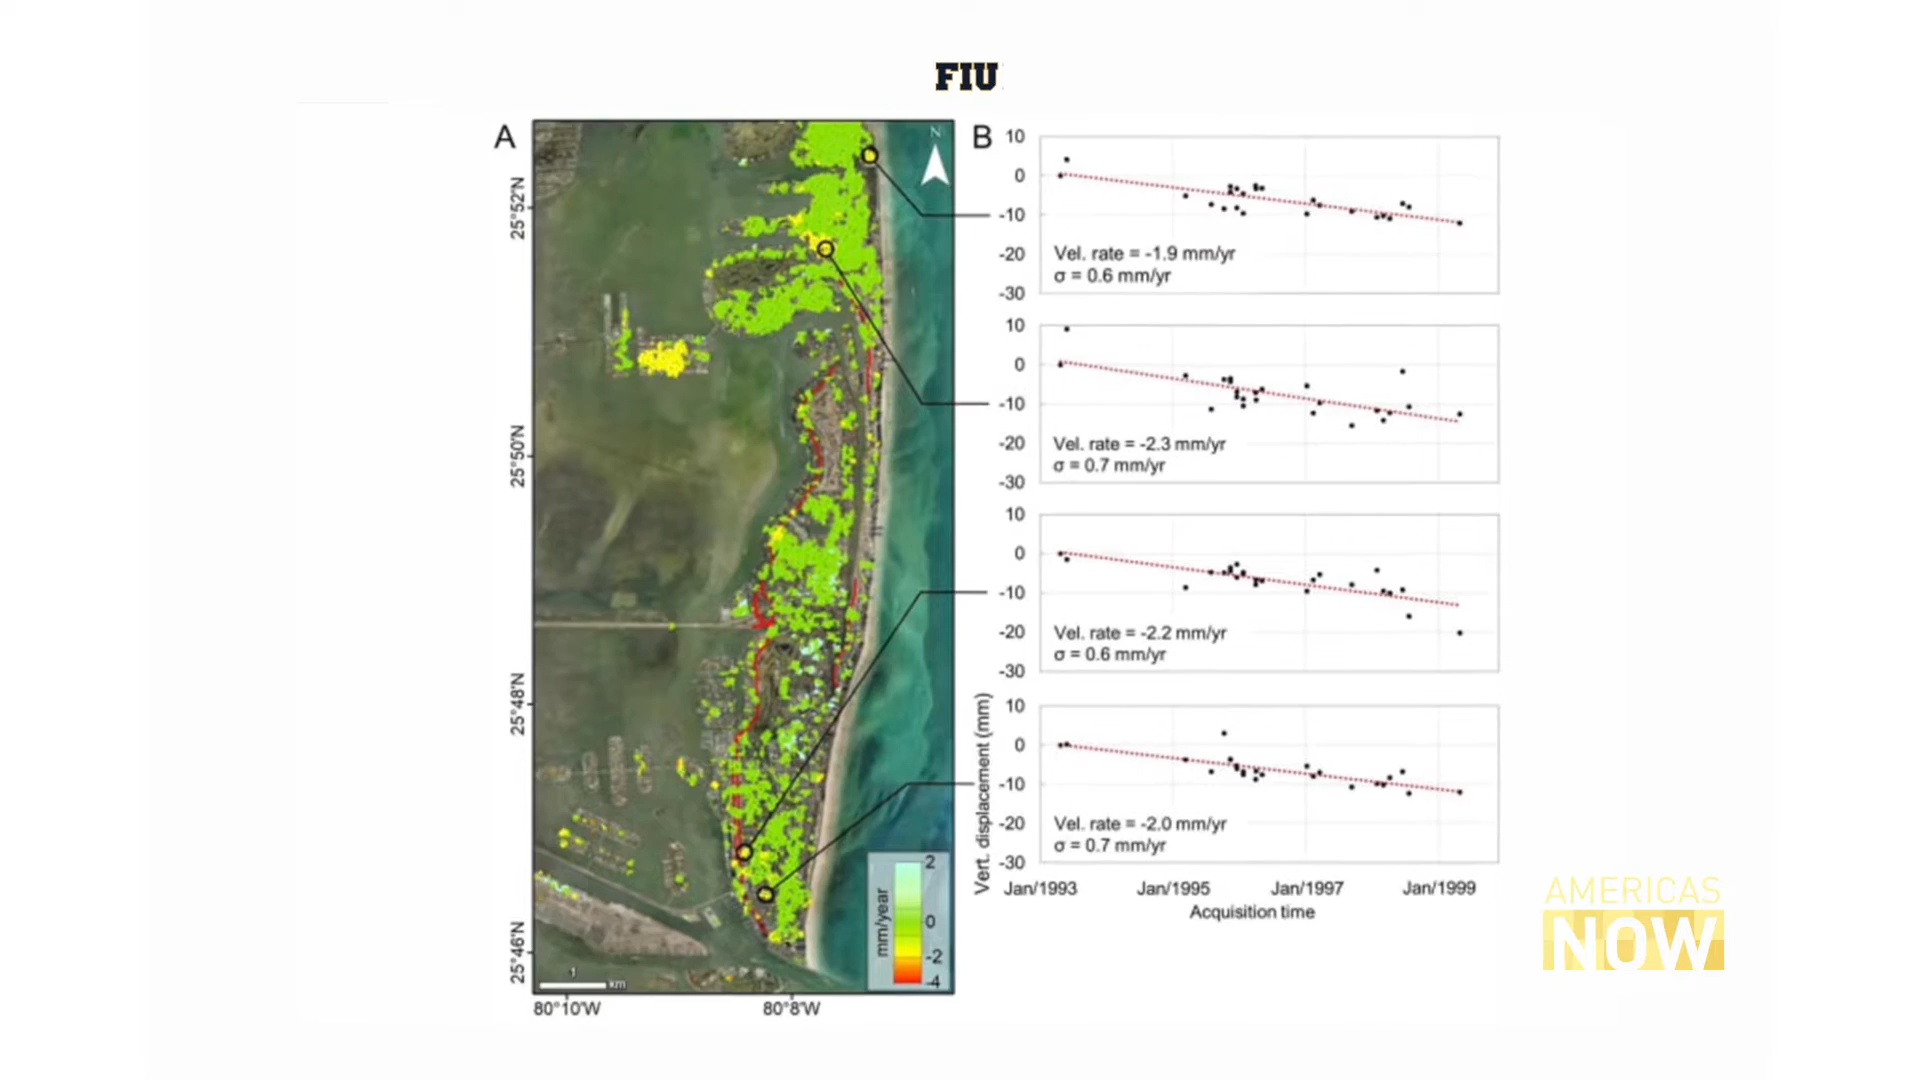 FIU
A
N
25°52'N
25°50'N
25°48'N
25°46'N
80°10'W
80°8'W
1
km
mm/year
2
0
-2
-4
B
10
0
-10
-20
-30
Vel. rate = -1.9 mm/yr
σ = 0.6 mm/yr
10
0
-10
-20
-30
Vel. rate = -2.3 mm/yr
σ = 0.7 mm/yr
10
0
-10
-20
-30
Vel. rate = -2.2 mm/yr
σ = 0.6 mm/yr
10
0
-10
-20
-30
Vel. rate = -2.0 mm/yr
σ = 0.7 mm/yr
Vert. displacement (mm)
Jan/1993
Jan/1995
Jan/1997
Jan/1999
Acquisition time
AMERICAS
NOW